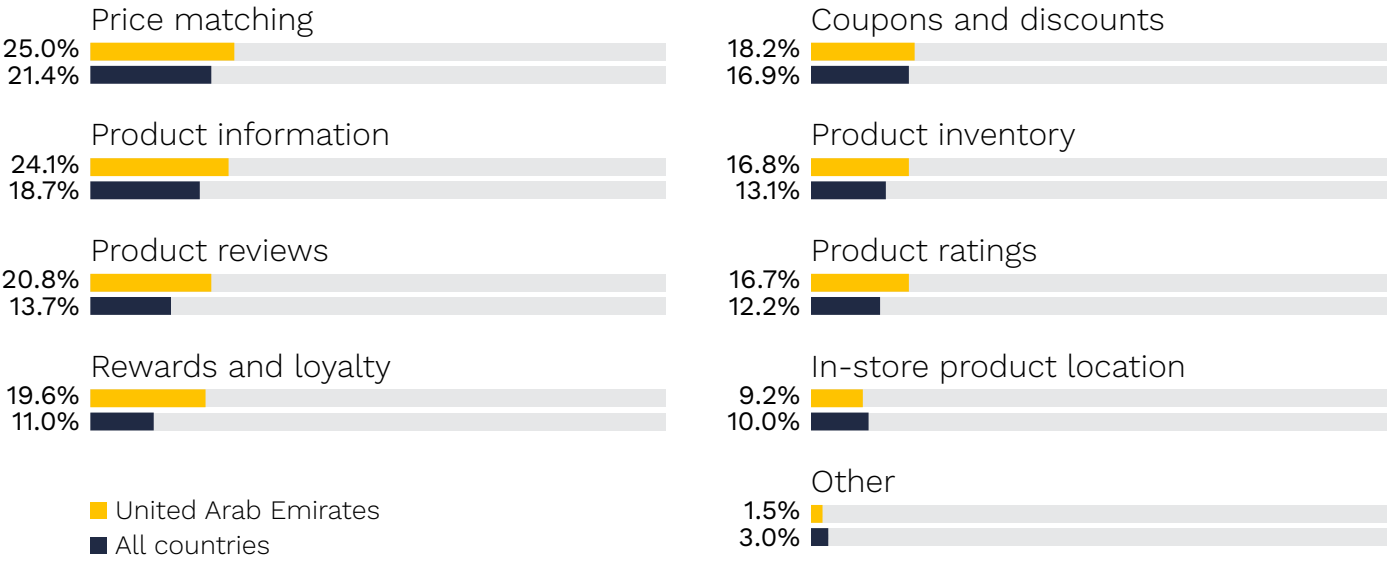 Price matching
25.0%
21.4%
Product information
24.1%
18.7%
Product reviews
20.8%
13.7%
Rewards and loyalty
19.6%
11.0%
Coupons and discounts
18.2%
16.9%
Product inventory
16.8%
13.1%
Product ratings
16.7%
12.2%
In-store product location
9.2%
10.0%
Other
1.5%
3.0%
United Arab Emirates
All countries